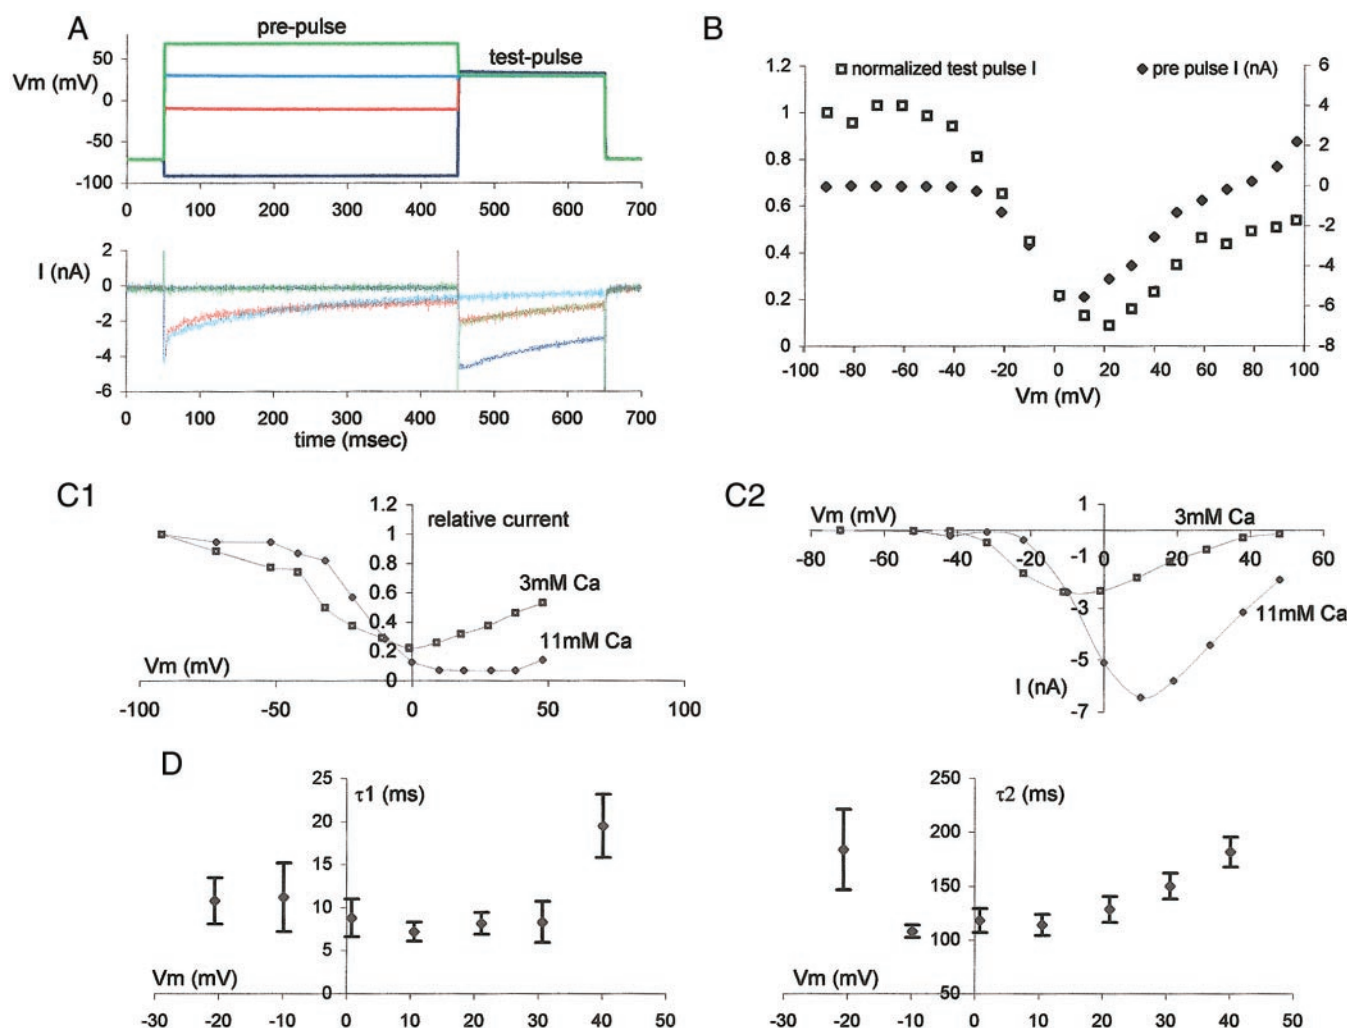 A
pre-pulse
test-pulse
Vm (mV)
50
0
-50
-100
0 100 200 300 400 500 600 700
I (nA)
2
0
-2
-4
-6
0 100 200 300 400 500 600 700
time (msec)
B
normalized test pulse I
pre pulse I (nA)
1.2
1
0.8
0.6
0.4
0.2
0
6
4
2
0
-2
-4
-6
-8
-100 -80 -60 -40 -20 0 20 40 60 80 100
Vm (mV)
C1
relative current
1.2
1
0.8
0.6
0.4
0.2
0
3mM Ca
11mM Ca
Vm (mV)
-100 -50 0 50 100
C2
Vm (mV)
1
3mM Ca
-80 -60 -40 -20 0 20 40 60
-1
-3
-5
-7
11mM Ca
I (nA)
D
τ1 (ms)
25
20
15
10
5
0
Vm (mV)
-30 -20 -10 0 10 20 30 40 50
τ2 (ms)
250
200
150
100
50
Vm (mV)
-30 -20 -10 0 10 20 30 40 50